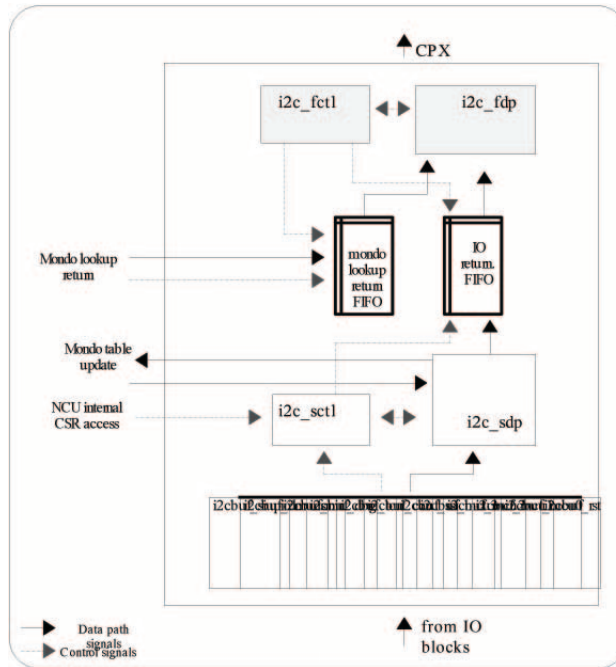 CPX
i2c_fctl
i2c_fdp
Mondo lookup
return
mondo
lookup
return
FIFO
IO
return.
FIFO
Mondo table
update
NCU internal
CSR access
i2c_sctl
i2c_sdp
from IO
blocks
Data path
signals
Control signals